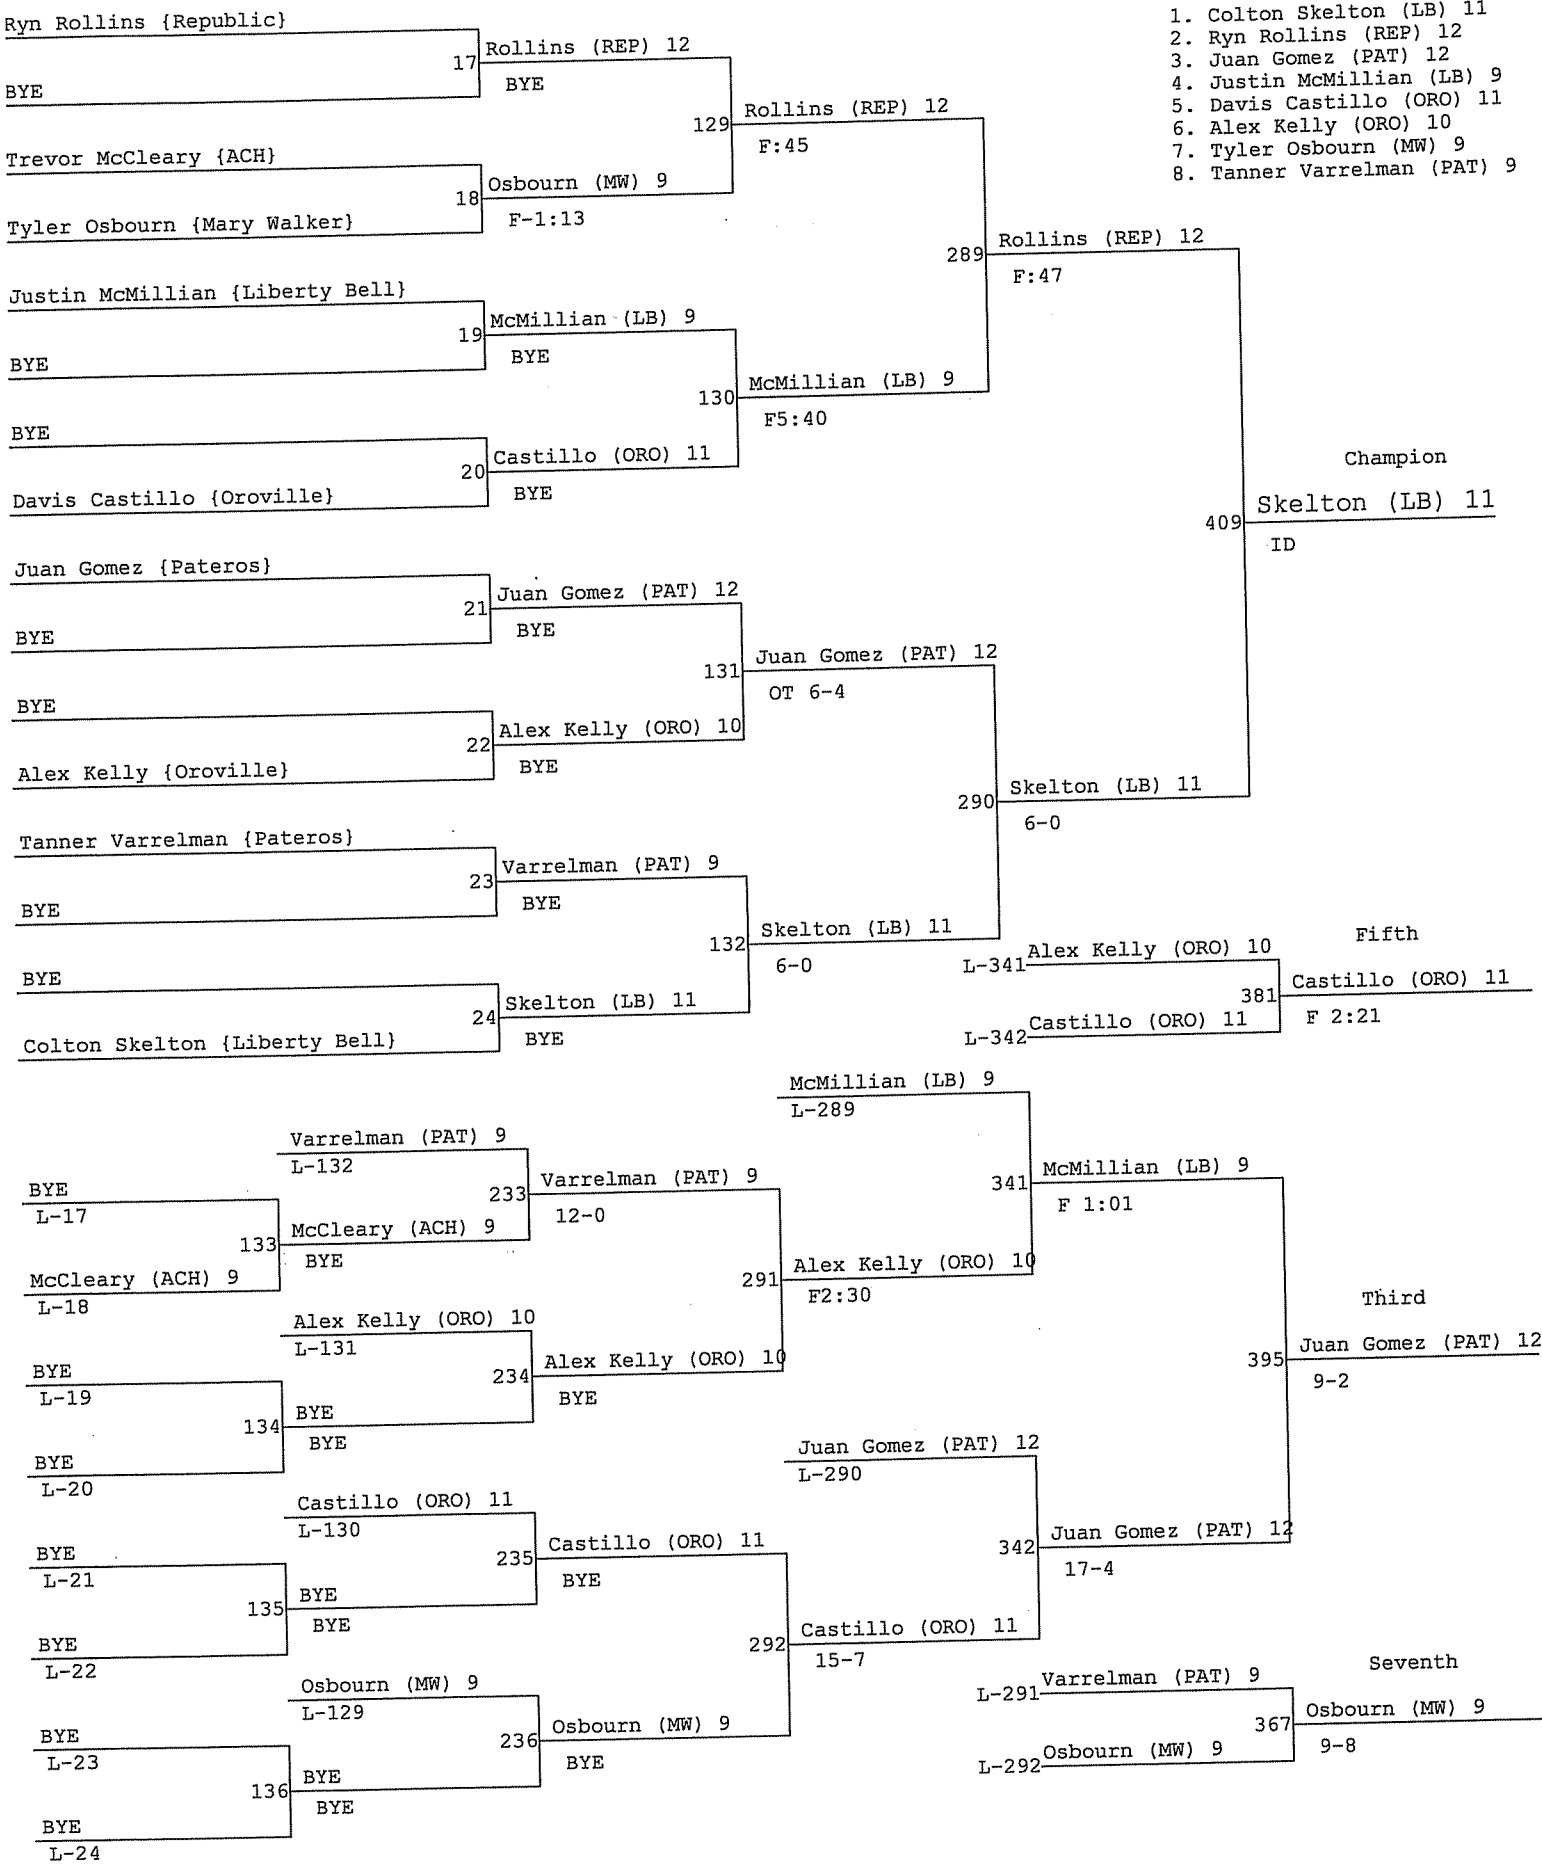 Ryn Rollins {Republic}
17
Rollins (REP) 12
BYE
BYE
129
Rollins (REP) 12
F:45
Trevor McCleary {ACH}
18
Osbourn (MW) 9
F-1:13
Tyler Osbourn {Mary Walker}
289
Rollins (REP) 12
F:47
Justin McMillian {Liberty Bell}
19
McMillian (LB) 9
BYE
BYE
130
McMillian (LB) 9
F5:40
BYE
20
Castillo (ORO) 11
BYE
Davis Castillo {Oroville}
1. Colton Skelton (LB) 11
2. Ryn Rollins (REP) 12
3. Juan Gomez (PAT) 12
4. Justin McMillian (LB) 9
5. Davis Castillo (ORO) 11
6. Alex Kelly (ORO) 10
7. Tyler Osbourn (MW) 9
8. Tanner Varrelman (PAT) 9
Champion
409
Skelton (LB) 11
ID
Juan Gomez {Pateros}
21
Juan Gomez (PAT) 12
BYE
BYE
131
Juan Gomez (PAT) 12
OT 6-4
BYE
22
Alex Kelly (ORO) 10
BYE
Alex Kelly {Oroville}
290
Skelton (LB) 11
6-0
Tanner Varrelman {Pateros}
23
Varrelman (PAT) 9
BYE
BYE
132
Skelton (LB) 11
6-0
BYE
24
Skelton (LB) 11
BYE
Colton Skelton {Liberty Bell}
Fifth
L-341
Alex Kelly (ORO) 10
381
Castillo (ORO) 11
F 2:21
L-342
Castillo (ORO) 11
McMillian (LB) 9
L-289
Varrelman (PAT) 9
L-132
233
Varrelman (PAT) 9
12-0
BYE
L-17
133
McCleary (ACH) 9
BYE
McCleary (ACH) 9
L-18
341
McMillian (LB) 9
F 1:01
291
Alex Kelly (ORO) 10
F2:30
Alex Kelly (ORO) 10
L-131
234
Alex Kelly (ORO) 10
BYE
BYE
L-19
134
BYE
BYE
BYE
L-20
Third
395
Juan Gomez (PAT) 12
9-2
Juan Gomez (PAT) 12
L-290
Castillo (ORO) 11
L-130
235
Castillo (ORO) 11
BYE
BYE
L-21
135
BYE
BYE
BYE
L-22
342
Juan Gomez (PAT) 12
17-4
292
Castillo (ORO) 11
15-7
Osbourn (MW) 9
L-129
236
Osbourn (MW) 9
BYE
BYE
L-23
136
BYE
BYE
BYE
L-24
Seventh
L-291
Varrelman (PAT) 9
367
Osbourn (MW) 9
9-8
L-292
Osbourn (MW) 9